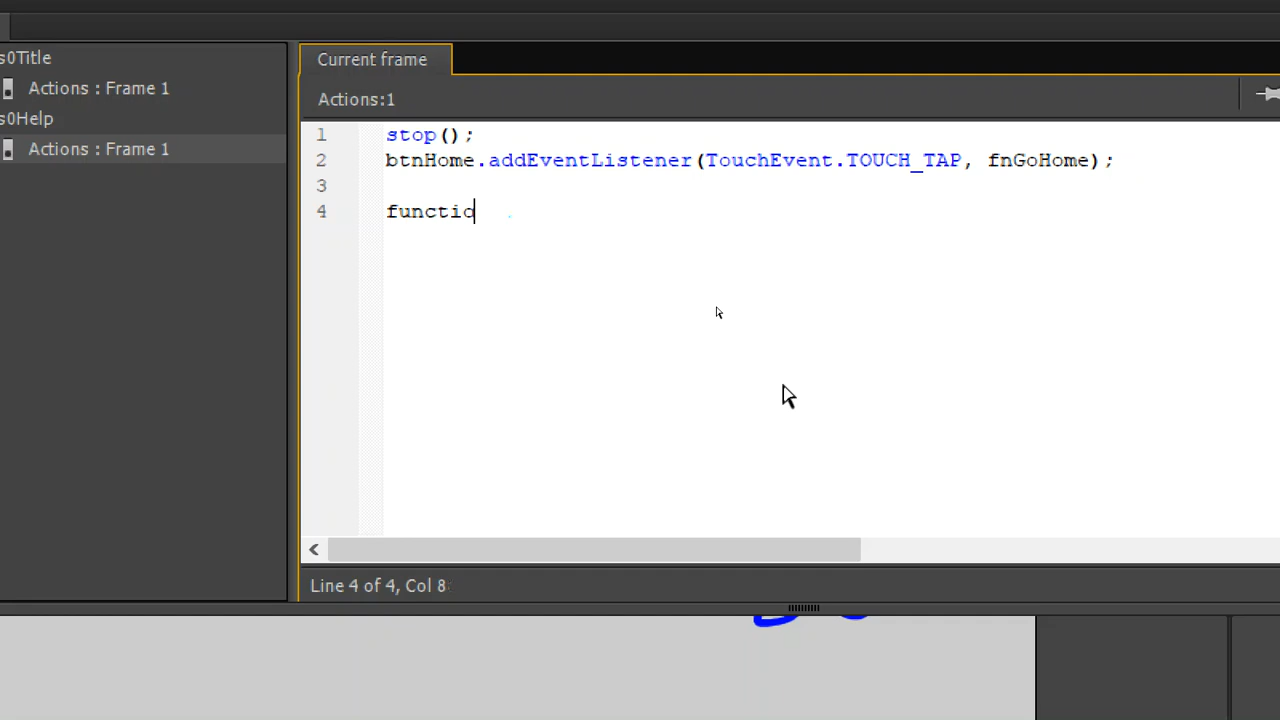 s0Title
Actions : Frame 1
s0Help
Actions : Frame 1
Current frame
Actions:1
1 stop();
2 btnHome.addEventListener(TouchEvent.TOUCH_TAP, fnGoHome);
3
4 functio
Line 4 of 4, Col 8